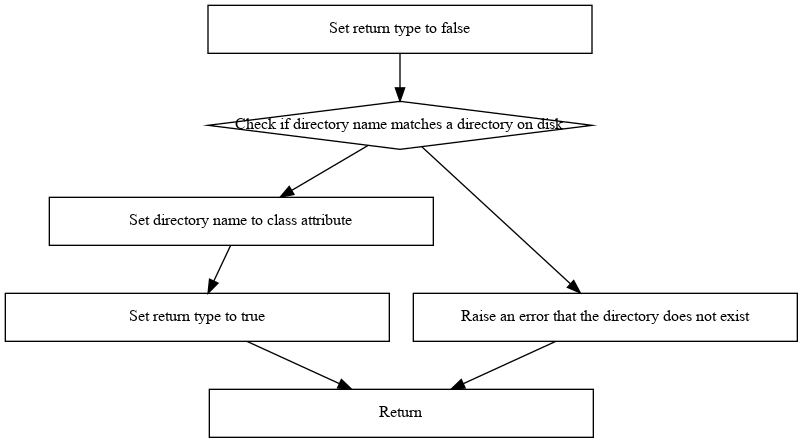 Set return type to false
Check if directory name matches a directory on disk
Set directory name to class attribute
Set return type to true
Raise an error that the directory does not exist
Return